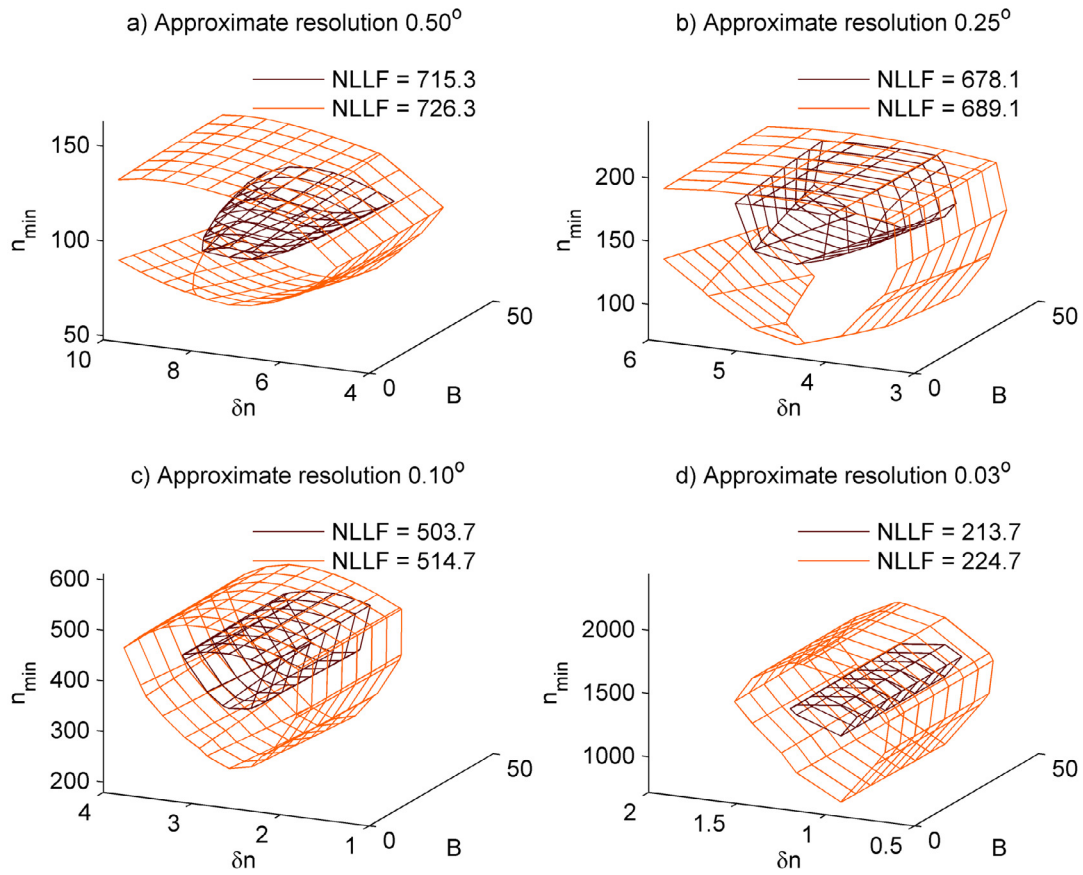 a) Approximate resolution 0.50°
NLLF = 715.3
NLLF = 726.3
150
100
50
n_min
10
8
6
4
δn
0
50
B
b) Approximate resolution 0.25°
NLLF = 678.1
NLLF = 689.1
200
150
100
n_min
6
5
4
3
δn
0
50
B
c) Approximate resolution 0.10°
NLLF = 503.7
NLLF = 514.7
600
500
400
300
200
n_min
4
3
2
1
δn
0
50
B
d) Approximate resolution 0.03°
NLLF = 213.7
NLLF = 224.7
2000
1500
1000
n_min
2
1.5
1
0.5
δn
0
50
B